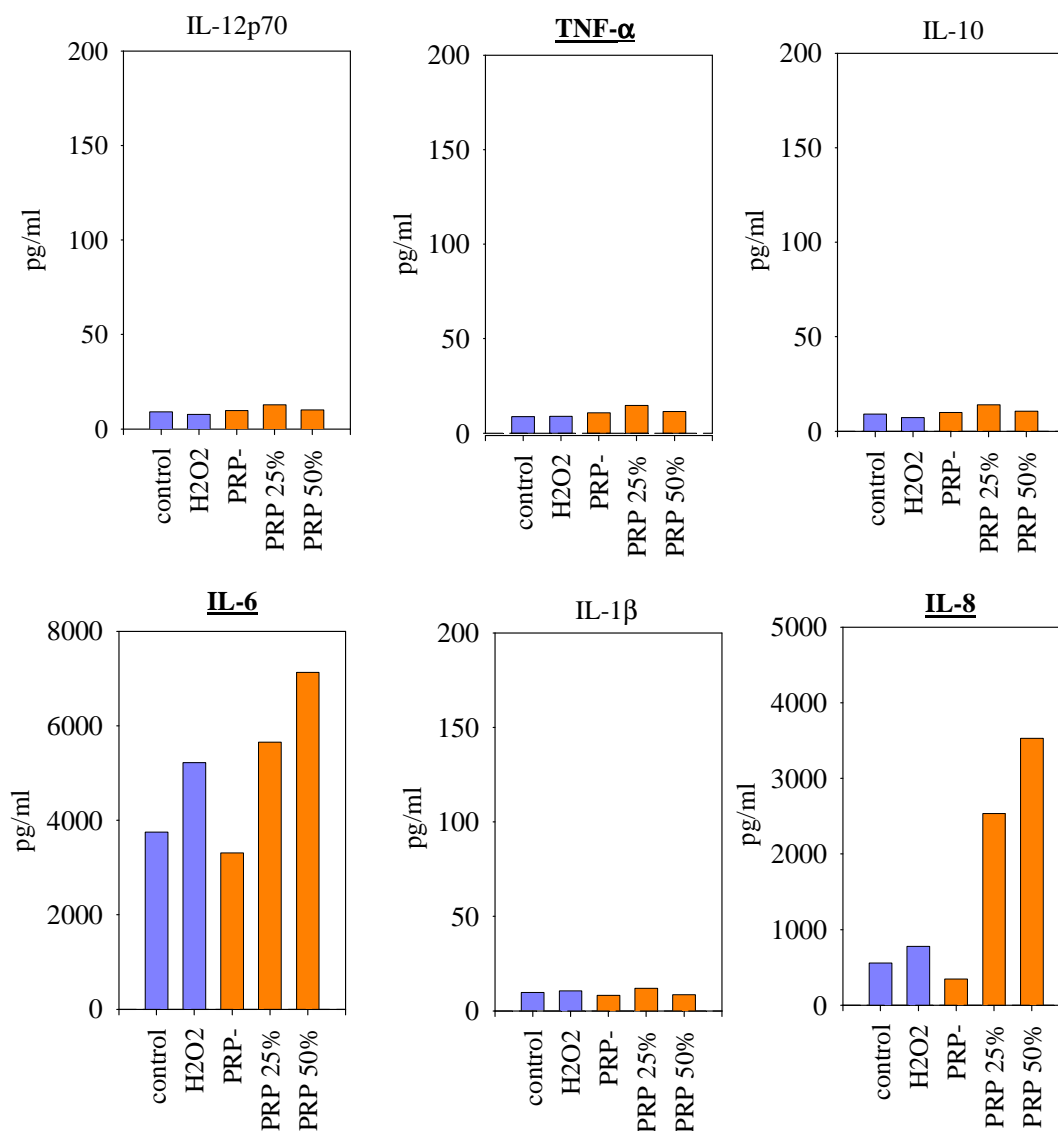 IL-12p70
200
150
100
50
0
pg/ml
control
H2O2
PRP-
PRP 25%
PRP 50%
TNF-α
200
150
100
50
0
pg/ml
control
H2O2
PRP-
PRP 25%
PRP 50%
IL-10
200
150
100
50
0
pg/ml
control
H2O2
PRP-
PRP 25%
PRP 50%
IL-6
8000
6000
4000
2000
0
pg/ml
control
H2O2
PRP-
PRP 25%
PRP 50%
IL-1β
200
150
100
50
0
pg/ml
control
H2O2
PRP-
PRP 25%
PRP 50%
IL-8
5000
4000
3000
2000
1000
0
pg/ml
control
H2O2
PRP-
PRP 25%
PRP 50%